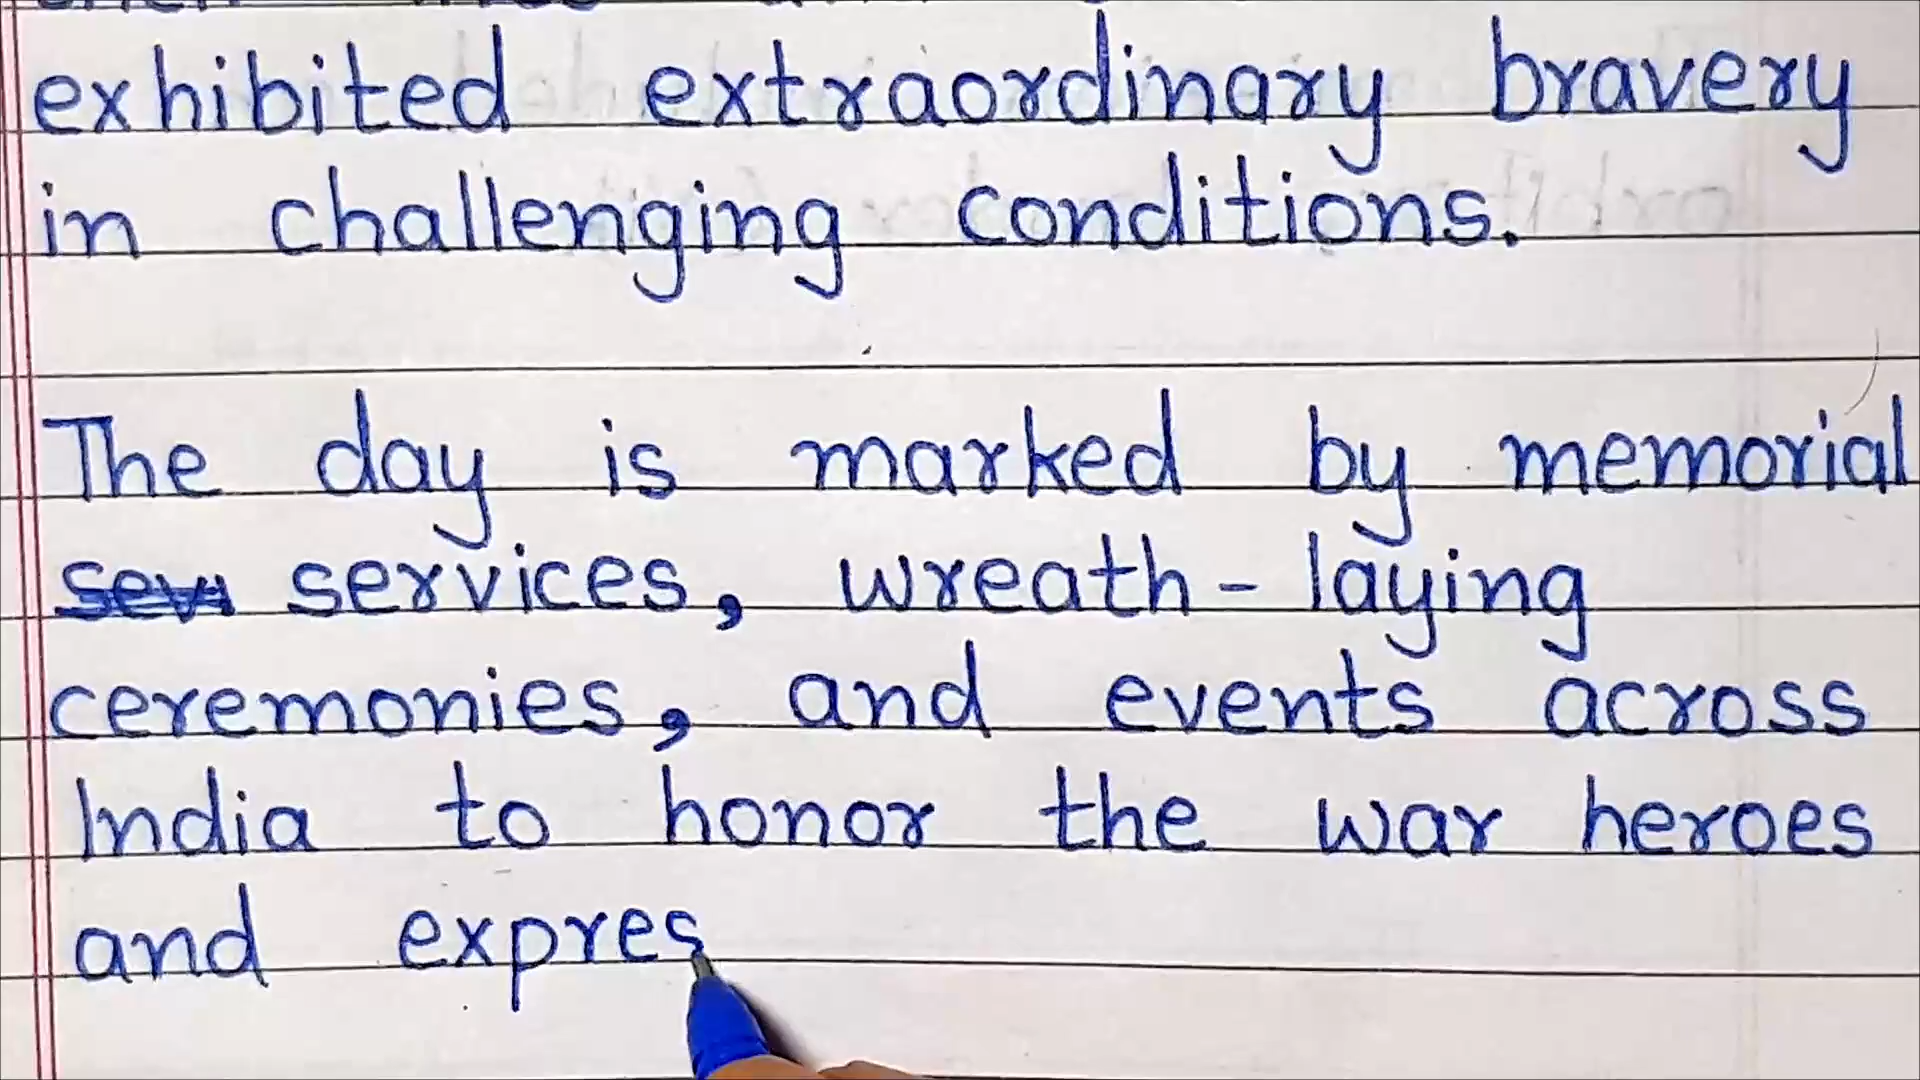 exhibited extraordinary bravery
in challenging conditions.
The day is marked by memorial
services, wreath-laying
ceremonies, and events across
India to honor the war heroes
and expres